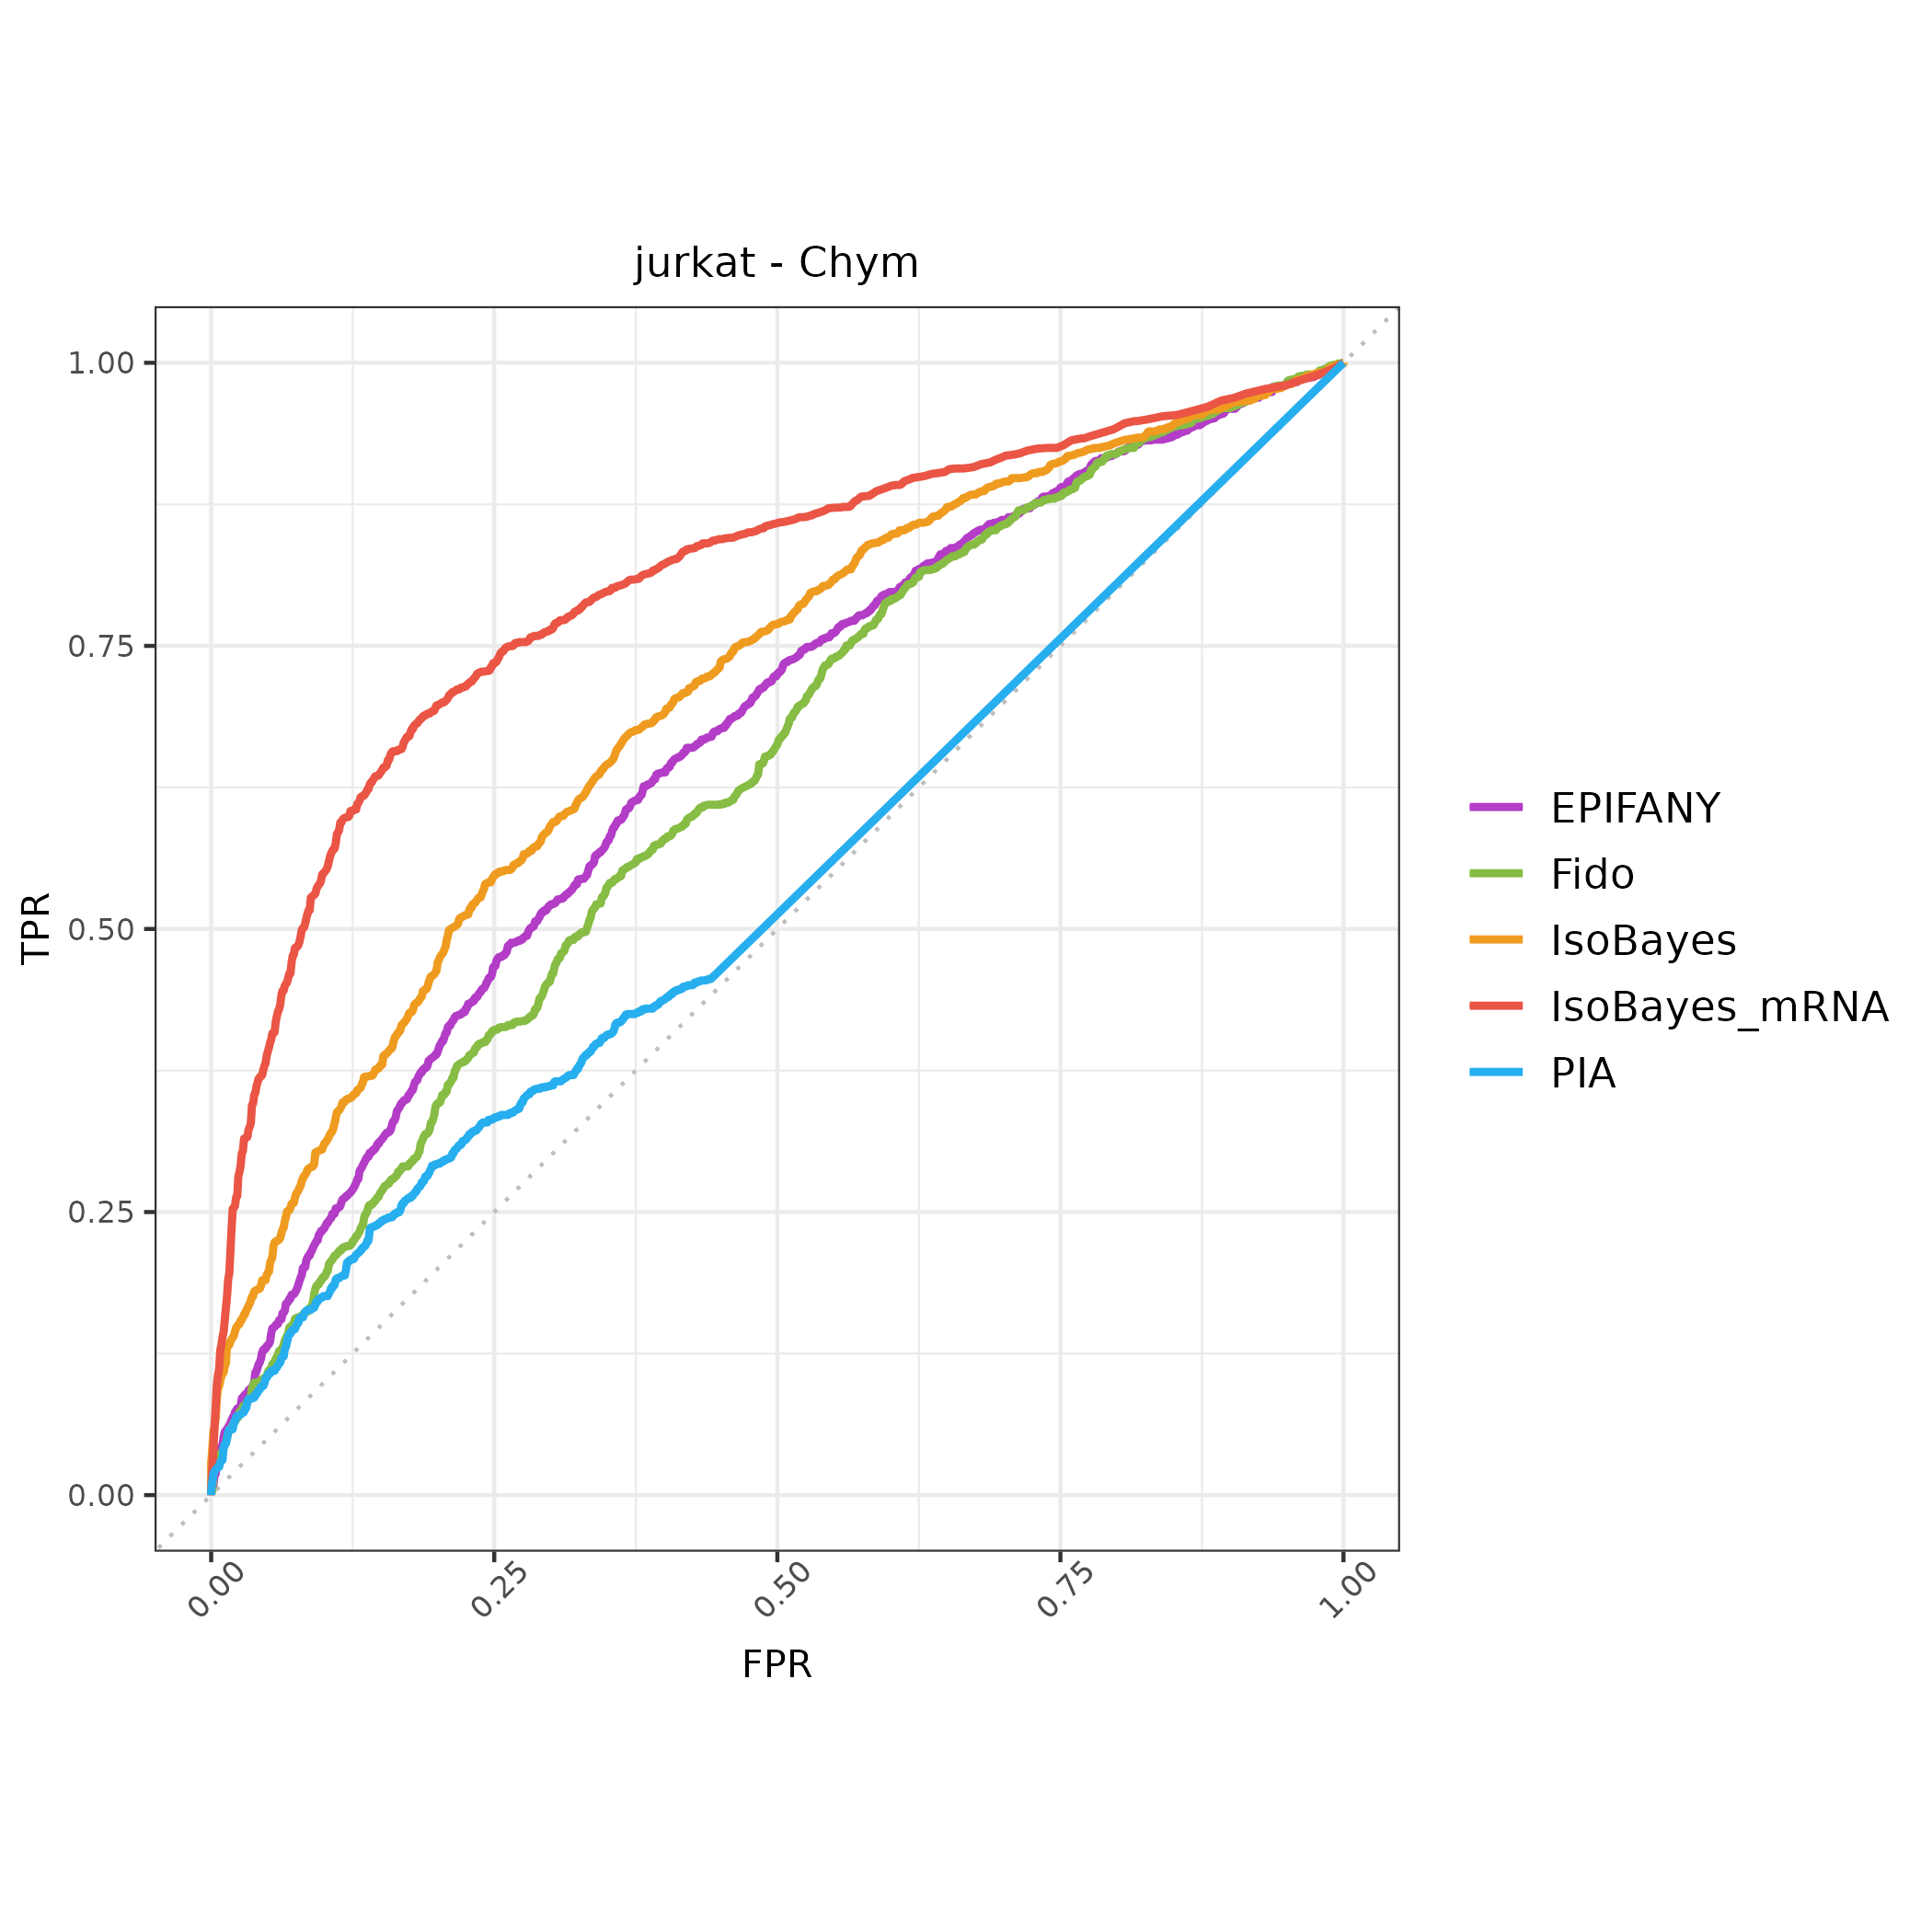 jurkat - Chym
1.00
0.75
0.50
0.25
0.00
TPR
0.00
0.25
0.50
0.75
1.00
FPR
EPIFANY
Fido
IsoBayes
IsoBayes_mRNA
PIA